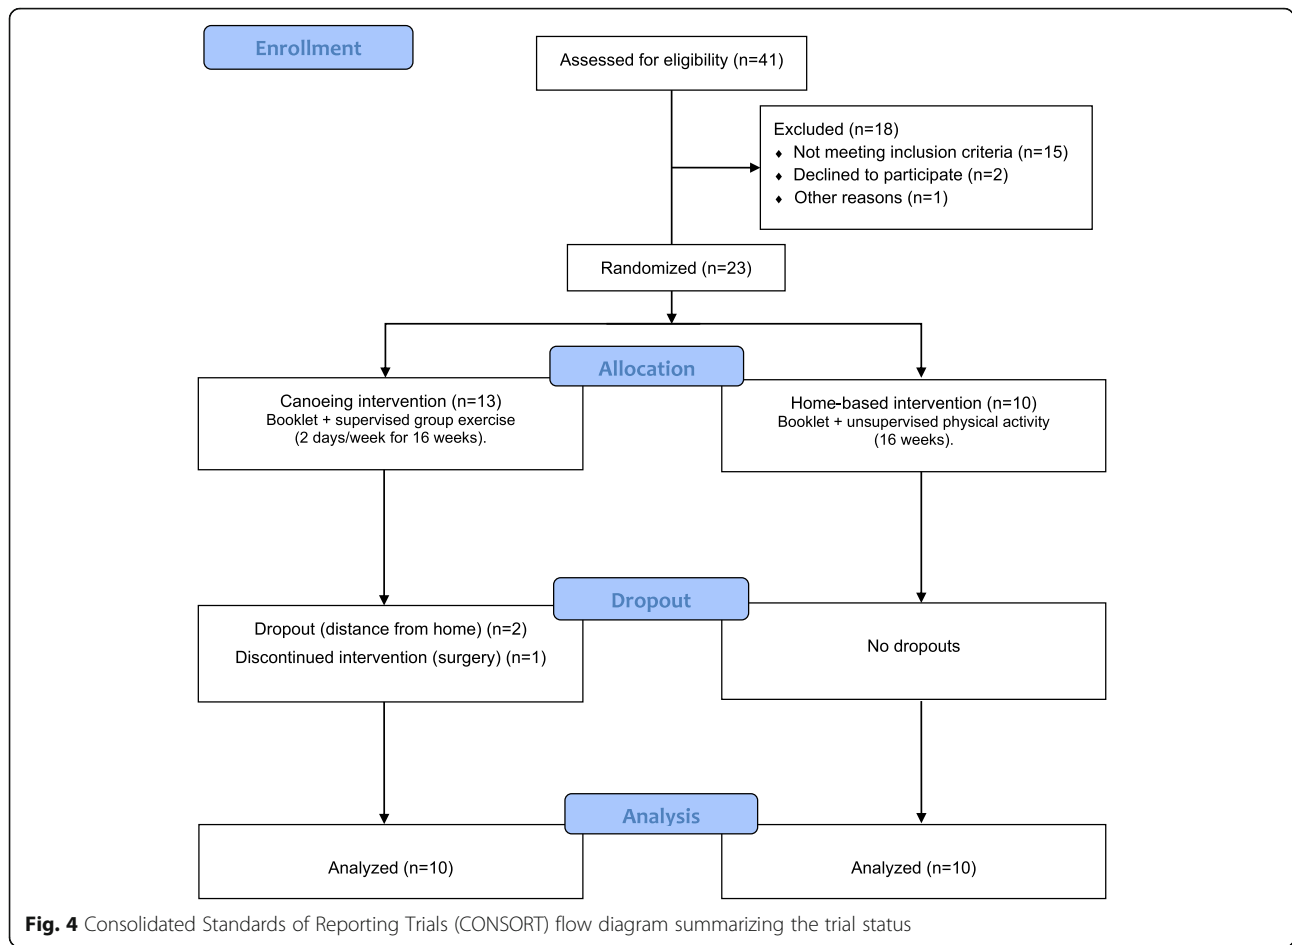 Enrollment
Assessed for eligibility (n=41)
Excluded (n=18)
♦ Not meeting inclusion criteria (n=15)
♦ Declined to participate (n=2)
♦ Other reasons (n=1)
Randomized (n=23)
Allocation
Canoeing intervention (n=13)
Booklet + supervised group exercise
(2 days/week for 16 weeks).
Home-based intervention (n=10)
Booklet + unsupervised physical activity
(16 weeks).
Dropout
Dropout (distance from home) (n=2)
Discontinued intervention (surgery) (n=1)
No dropouts
Analysis
Analyzed (n=10)
Analyzed (n=10)
Fig. 4 Consolidated Standards of Reporting Trials (CONSORT) flow diagram summarizing the trial status